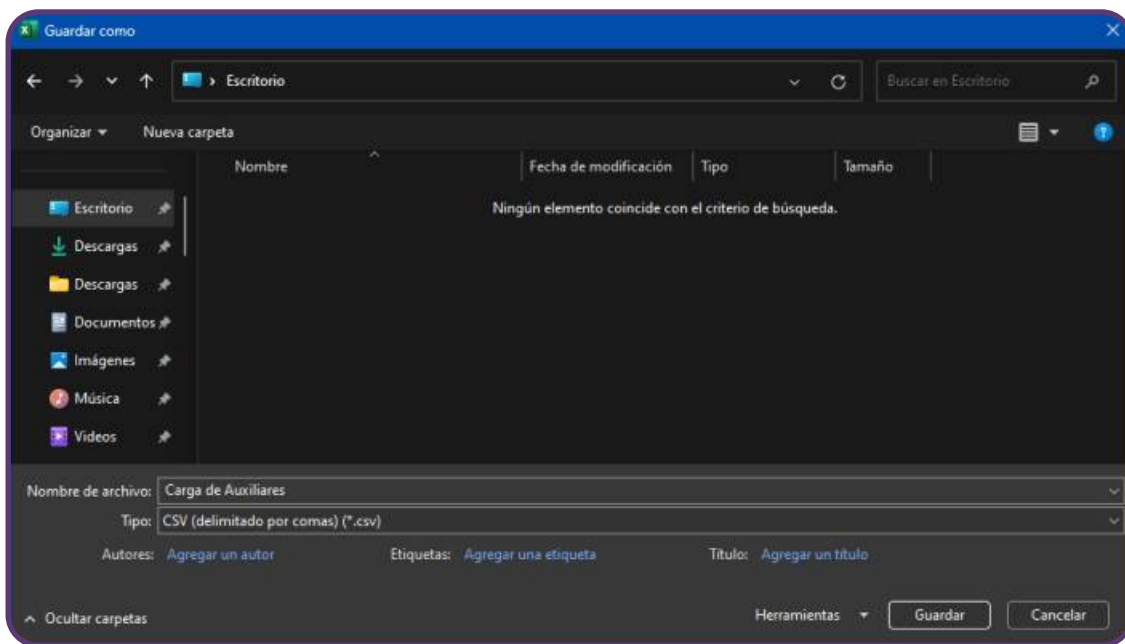 Guardar como
Escritorio
Buscar en Escritorio
Organizar
Nueva carpeta
Nombre
Fecha de modificación
Tipo
Tamaño
Escritorio
Ningún elemento coincide con el criterio de búsqueda.
Descargas
Descargas
Documentos
Imágenes
Música
Videos
Nombre de archivo: Carga de Auxiliares
Tipo: CSV (delimitado por comas) (*.csv)
Autores: Agregar un autor Etiquetas: Agregar una etiqueta Título: Agregar un título
Ocultar carpetas Herramientas Guardar Cancelar